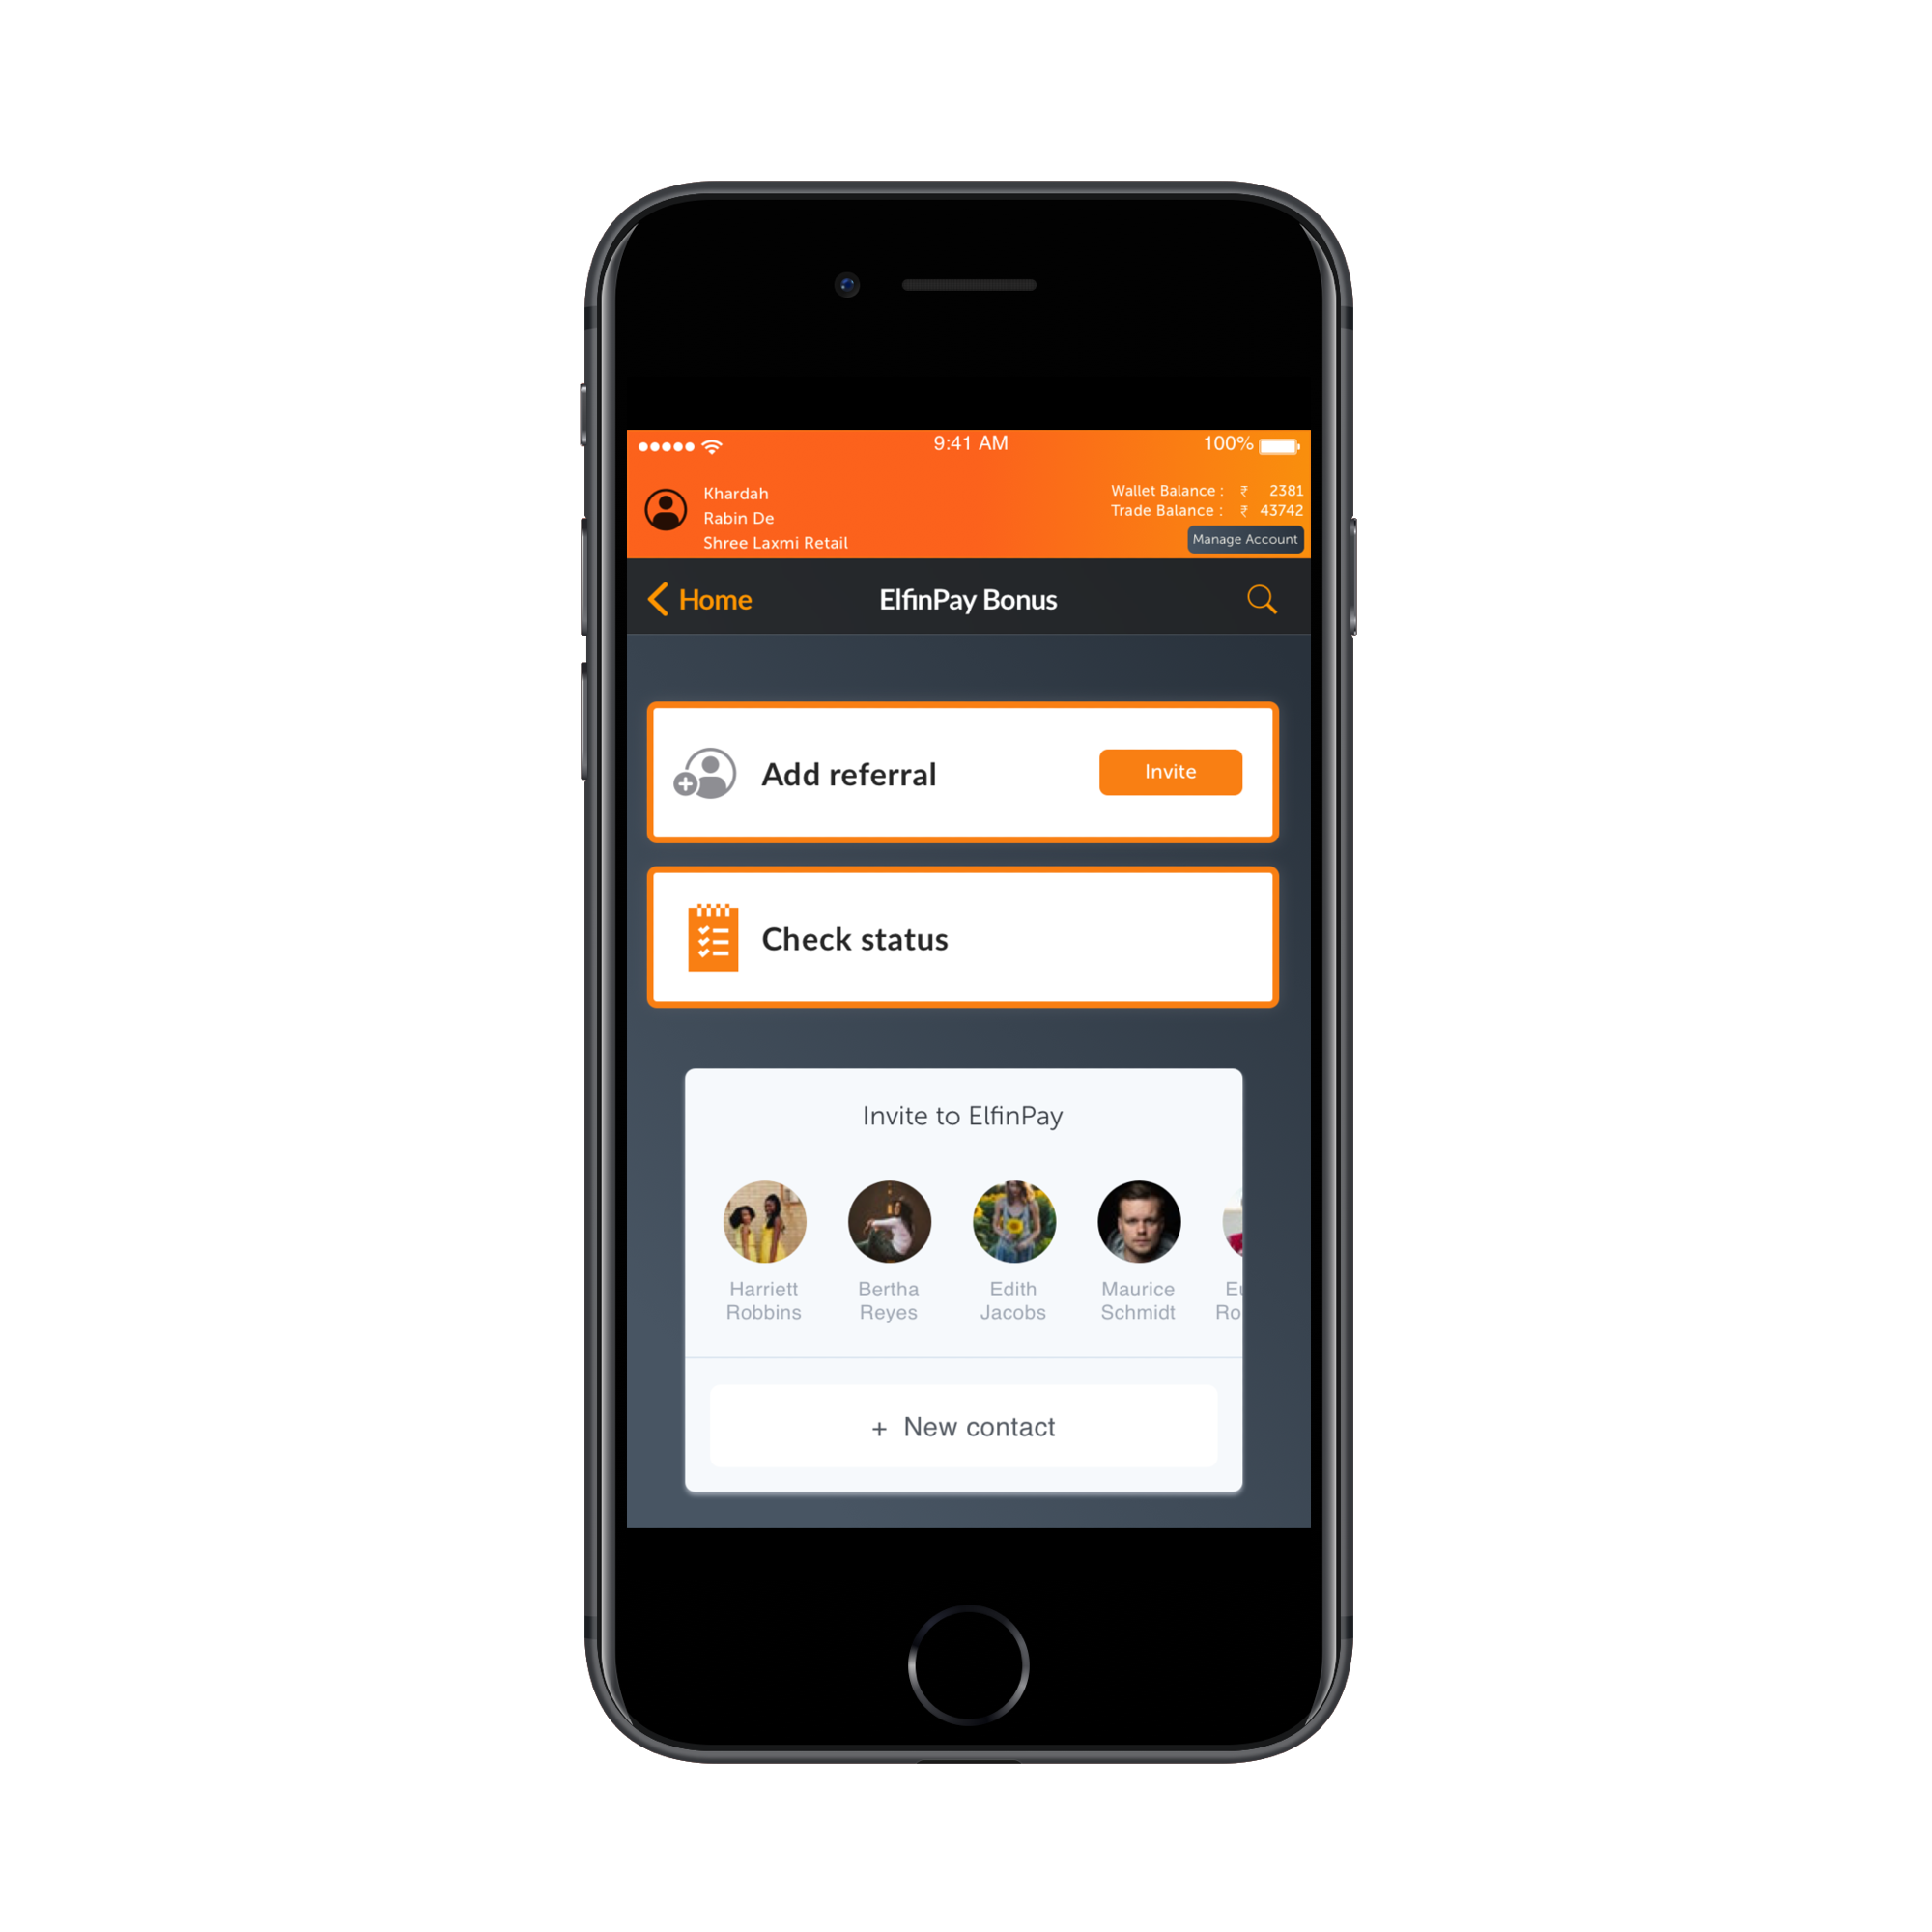 9:41 AM 100%
Khardah
Rabin De
Shree Laxmi Retail
Wallet Balance : ₹ 2381
Trade Balance : ₹ 43742
Manage Account
Home
ElfinPay Bonus
Add referral
Invite
Check status
Invite to ElfinPay
Harriett
Robbins
Bertha
Reyes
Edith
Jacobs
Maurice
Schmidt
+ New contact